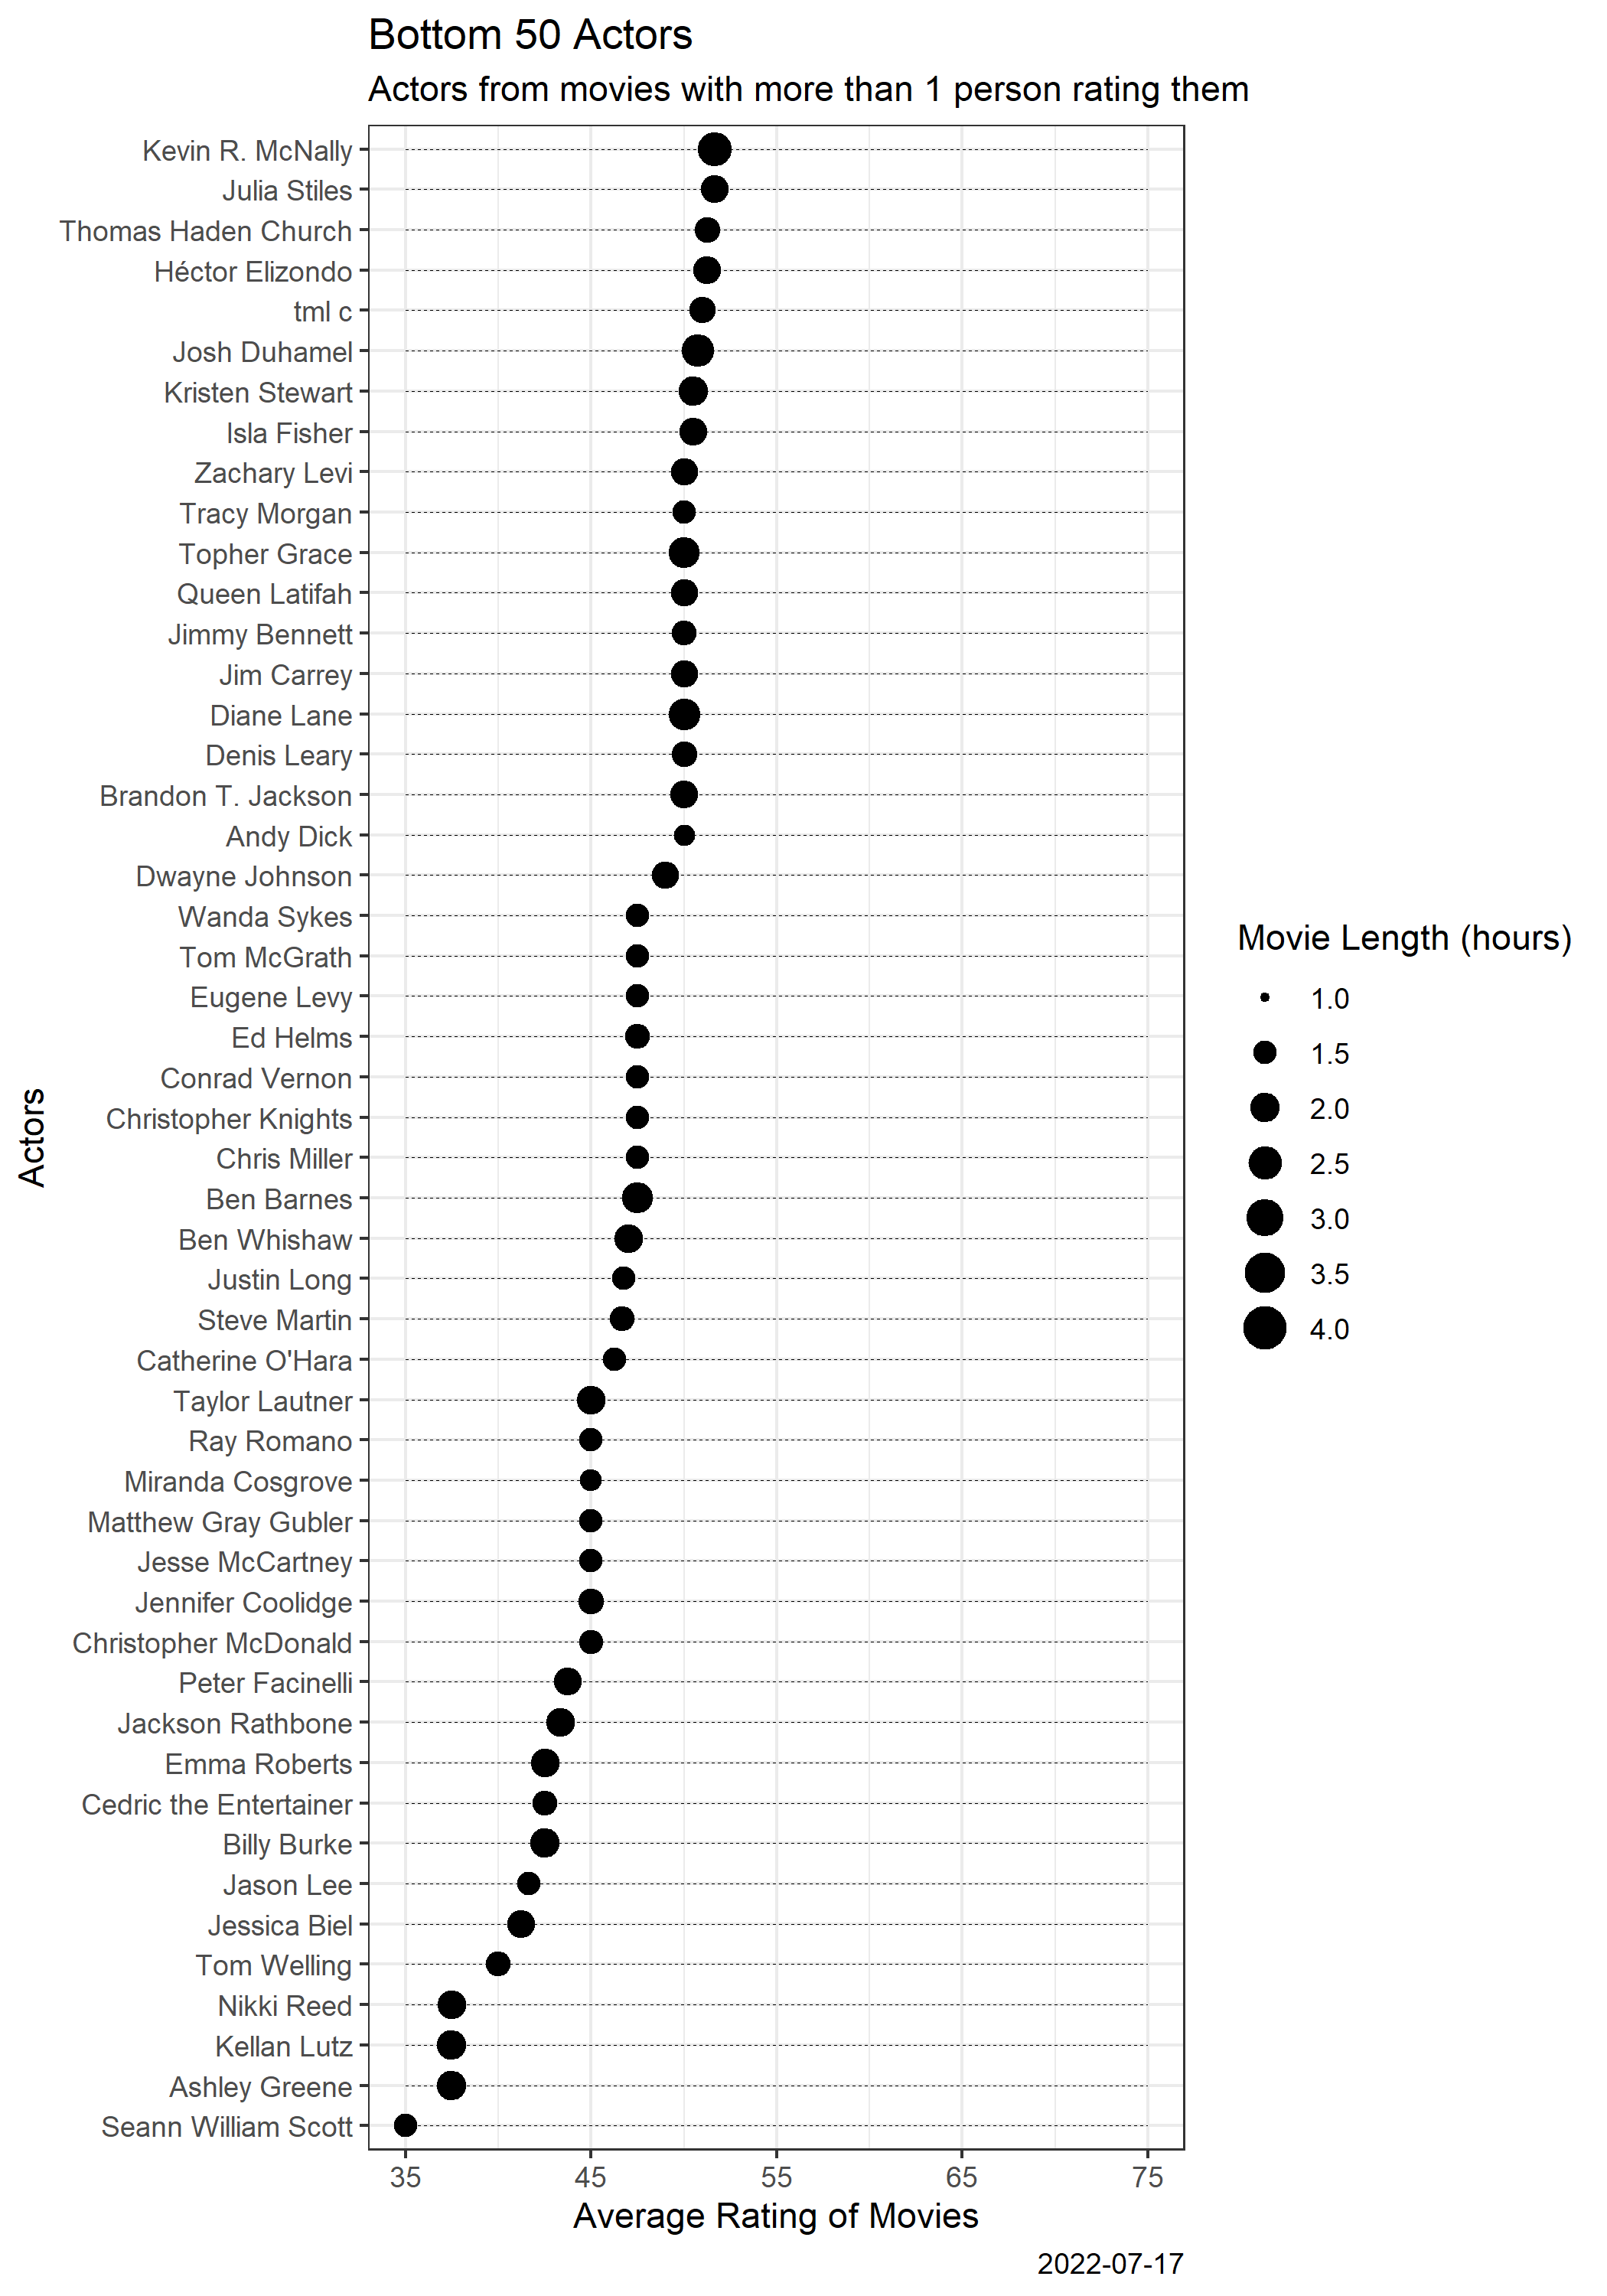 Bottom 50 Actors
Actors from movies with more than 1 person rating them
Kevin R. McNally
Julia Stiles
Thomas Haden Church
Héctor Elizondo
tml c
Josh Duhamel
Kristen Stewart
Isla Fisher
Zachary Levi
Tracy Morgan
Topher Grace
Queen Latifah
Jimmy Bennett
Jim Carrey
Diane Lane
Denis Leary
Brandon T. Jackson
Andy Dick
Dwayne Johnson
Wanda Sykes
Tom McGrath
Eugene Levy
Ed Helms
Conrad Vernon
Christopher Knights
Chris Miller
Ben Barnes
Ben Whishaw
Justin Long
Steve Martin
Catherine O'Hara
Taylor Lautner
Ray Romano
Miranda Cosgrove
Matthew Gray Gubler
Jesse McCartney
Jennifer Coolidge
Christopher McDonald
Peter Facinelli
Jackson Rathbone
Emma Roberts
Cedric the Entertainer
Billy Burke
Jason Lee
Jessica Biel
Tom Welling
Nikki Reed
Kellan Lutz
Ashley Greene
Seann William Scott
Actors
35 45 55 65 75
Average Rating of Movies
2022-07-17
Movie Length (hours)
1.0
1.5
2.0
2.5
3.0
3.5
4.0